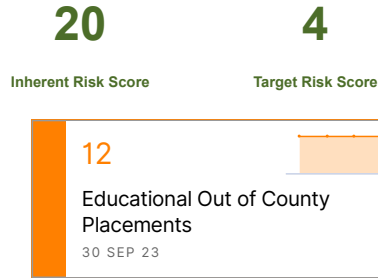 20 4
Inherent Risk Score Target Risk Score
12
Educational Out of County
Placements
30 SEP 23